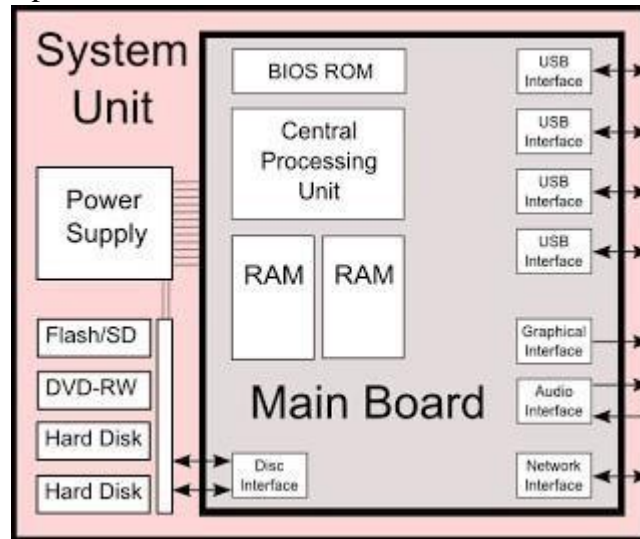 System
Unit
BIOS ROM
Central
Processing
Unit
Power
Supply
RAM
RAM
Flash/SD
DVD-RW
Hard Disk
Hard Disk
Main Board
Disc
Interface
USB
Interface
USB
Interface
USB
Interface
USB
Interface
Graphical
Interface
Audio
Interface
Network
Interface